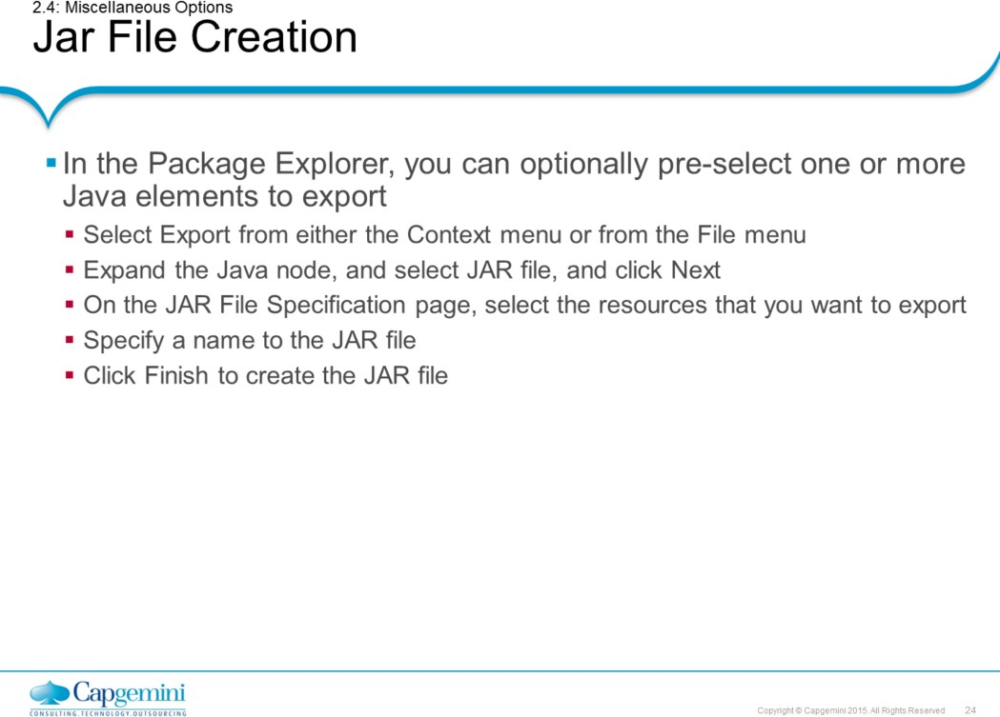 2.4: Miscellaneous Options
Jar File Creation
In the Package Explorer, you can optionally pre-select one or more
Java elements to export
Select Export from either the Context menu or from the File menu
Expand the Java node, and select JAR file, and click Next
On the JAR File Specification page, select the resources that you want to export
Specify a name to the JAR file
Click Finish to create the JAR file
Capgemini
CONSULTING.TECHNOLOGY.OUTSOURCING
Copyright © Capgemini 2015. All Rights Reserved 24